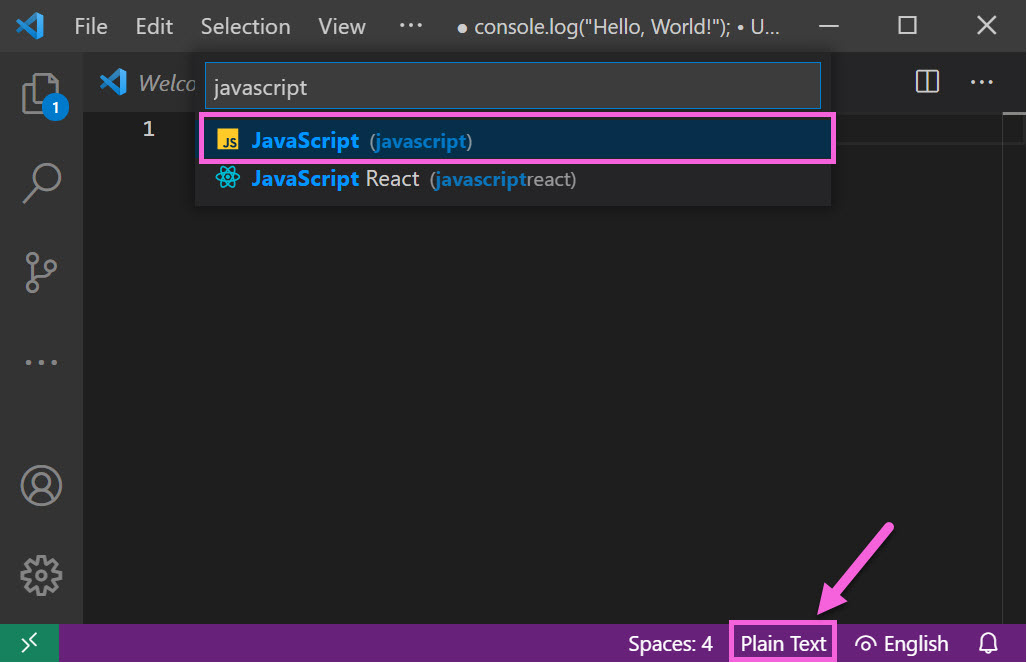 File Edit Selection View ··· ● console.log("Hello, World!"); • U...
Welco
javascript
1
1
JS JavaScript (javascript)
JavaScript React (javascriptreact)
Spaces: 4 Plain Text English